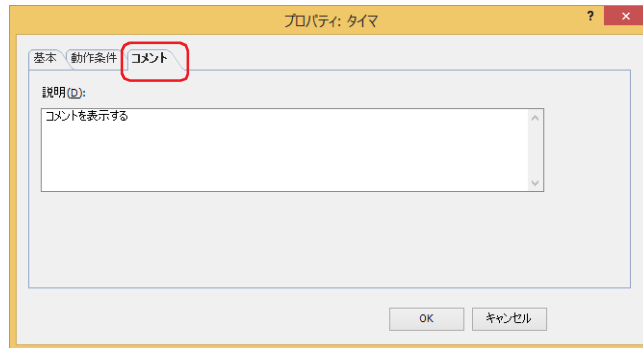 プロパティ: タイマ
? ×
基本 動作条件 コメント
説明(D):
コメントを表示する
OK キャンセル